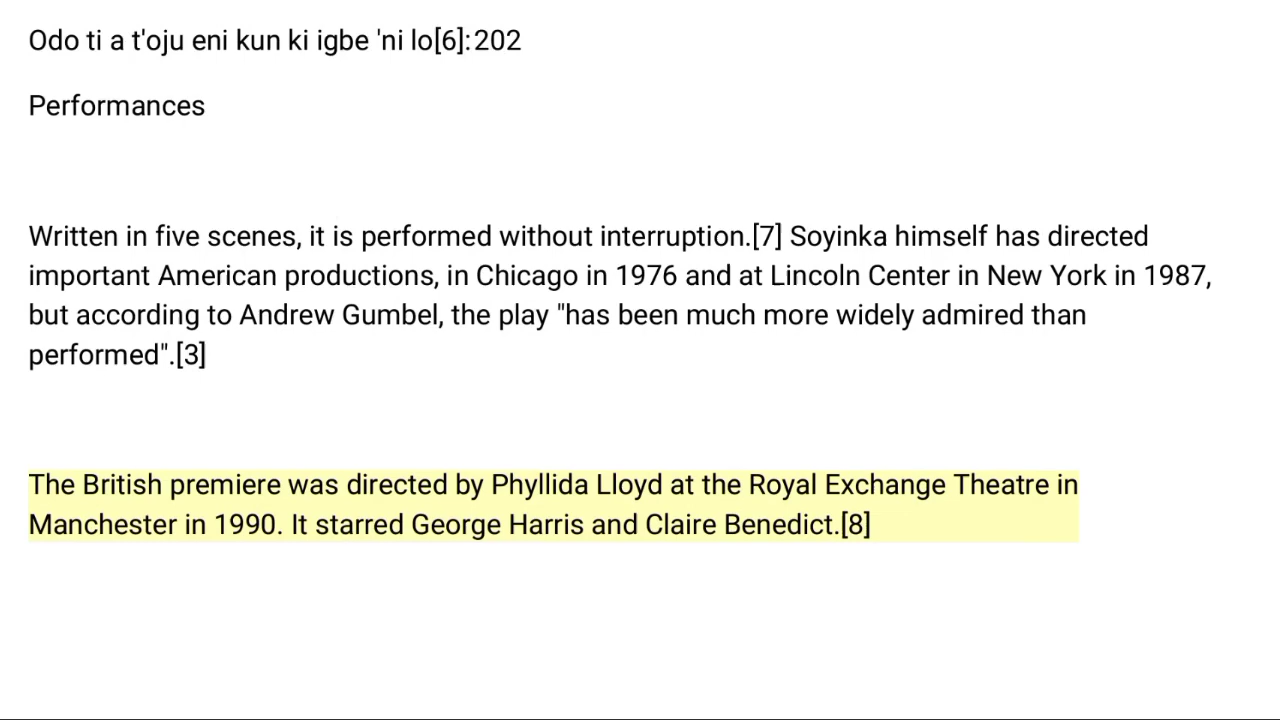 Odo ti a t'oju eni kun ki igbe 'ni lo[6]:202
Performances
Written in five scenes, it is performed without interruption.[7] Soyinka himself has directed
important American productions, in Chicago in 1976 and at Lincoln Center in New York in 1987,
but according to Andrew Gumbel, the play "has been much more widely admired than
performed".[3]
The British premiere was directed by Phyllida Lloyd at the Royal Exchange Theatre in
Manchester in 1990. It starred George Harris and Claire Benedict.[8]